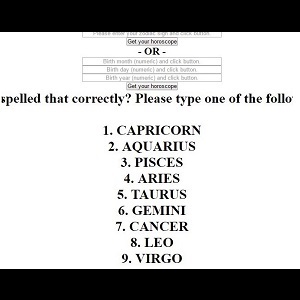 Please enter your zodiac sign and click button.
Get your horoscope
- OR -
Birth month (numeric) and click button.
Birth day (numeric) and click button.
Birth year (numeric) and click button.
Get your horoscope
spelled that correctly? Please type one of the follo
1. CAPRICORN
2. AQUARIUS
3. PISCES
4. ARIES
5. TAURUS
6. GEMINI
7. CANCER
8. LEO
9. VIRGO